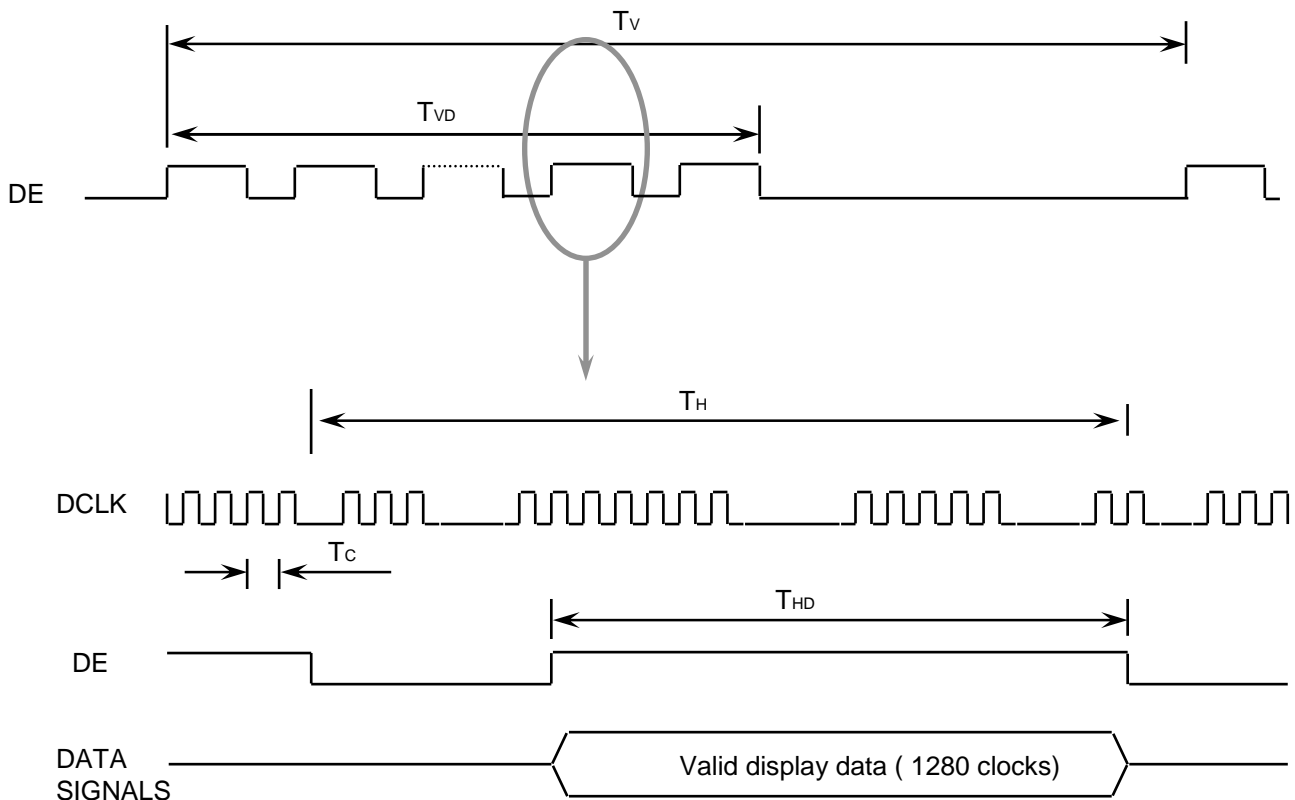 TV
TVD
DE
TH
DCLK
TC
THD
DE
DATA
SIGNALS
Valid display data ( 1280 clocks)